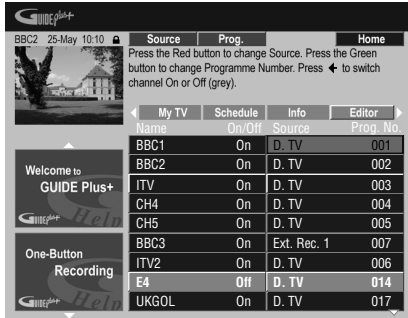 GUIDE Plus+
BBC2 25-May 10:10
Source Prog. Home
Press the Red button to change Source. Press the Green
button to change Programme Number. Press ← to switch
channel On or Off (grey).
My TV Schedule Info Editor
Name On/Off Source Prog. No.
BBC1 On D. TV 001
BBC2 On D. TV 002
ITV On D. TV 003
CH4 On D. TV 004
CH5 On D. TV 005
BBC3 On Ext. Rec. 1 007
ITV2 On D. TV 006
E4 Off D. TV 014
UKGOL On D. TV 017
Welcome to
GUIDE Plus+
GUIDE Plus+ Help
One-Button
Recording
GUIDE Plus+ Help